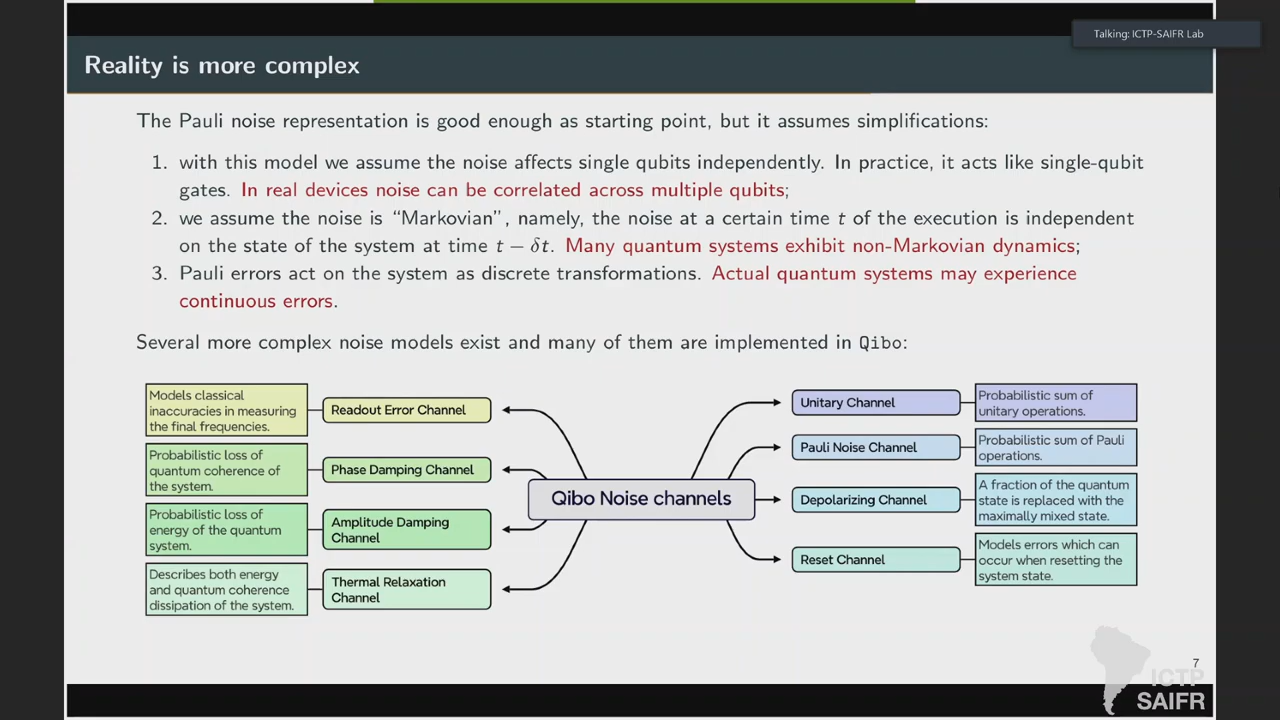 Talking: ICTP-SAIFR Lab
Reality is more complex
The Pauli noise representation is good enough as starting point, but it assumes simplifications:
1. with this model we assume the noise affects single qubits independently. In practice, it acts like single-qubit
gates. In real devices noise can be correlated across multiple qubits;
2. we assume the noise is “Markovian”, namely, the noise at a certain time t of the execution is independent
on the state of the system at time t − δt. Many quantum systems exhibit non-Markovian dynamics;
3. Pauli errors act on the system as discrete transformations. Actual quantum systems may experience
continuous errors.
Several more complex noise models exist and many of them are implemented in Qibo:
Models classical
inaccuracies in measuring
the final frequencies.
Readout Error Channel
Probabilistic loss of
quantum coherence of
the system.
Phase Damping Channel
Probabilistic loss of
energy of the quantum
system.
Amplitude Damping
Channel
Describes both energy
and quantum coherence
dissipation of the system.
Thermal Relaxation
Channel
Qibo Noise channels
Unitary Channel
Probabilistic sum of
unitary operations.
Pauli Noise Channel
Probabilistic sum of Pauli
operations.
Depolarizing Channel
A fraction of the quantum
state is replaced with the
maximally mixed state.
Reset Channel
Models errors which can
occur when resetting the
system state.
7
ICTP
SAIFR